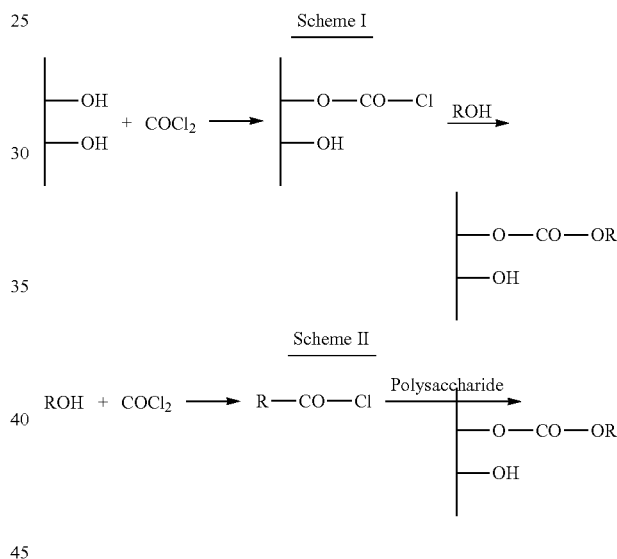 25
Scheme I
OH
OH
+ COCl₂
O—CO—Cl
OH
ROH
30
O—CO—OR
OH
35
Scheme II
ROH + COCl₂
R—CO—Cl
Polysaccharide
40
O—CO—OR
OH
45